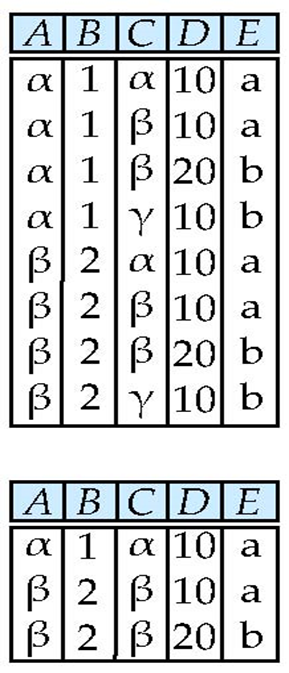 A B C D E
α 1 α 10 a
α 1 β 10 a
α 1 β 20 b
α 1 γ 10 b
β 2 α 10 a
β 2 β 10 a
β 2 β 20 b
β 2 γ 10 b
A B C D E
α 1 α 10 a
β 2 β 10 a
β 2 β 20 b